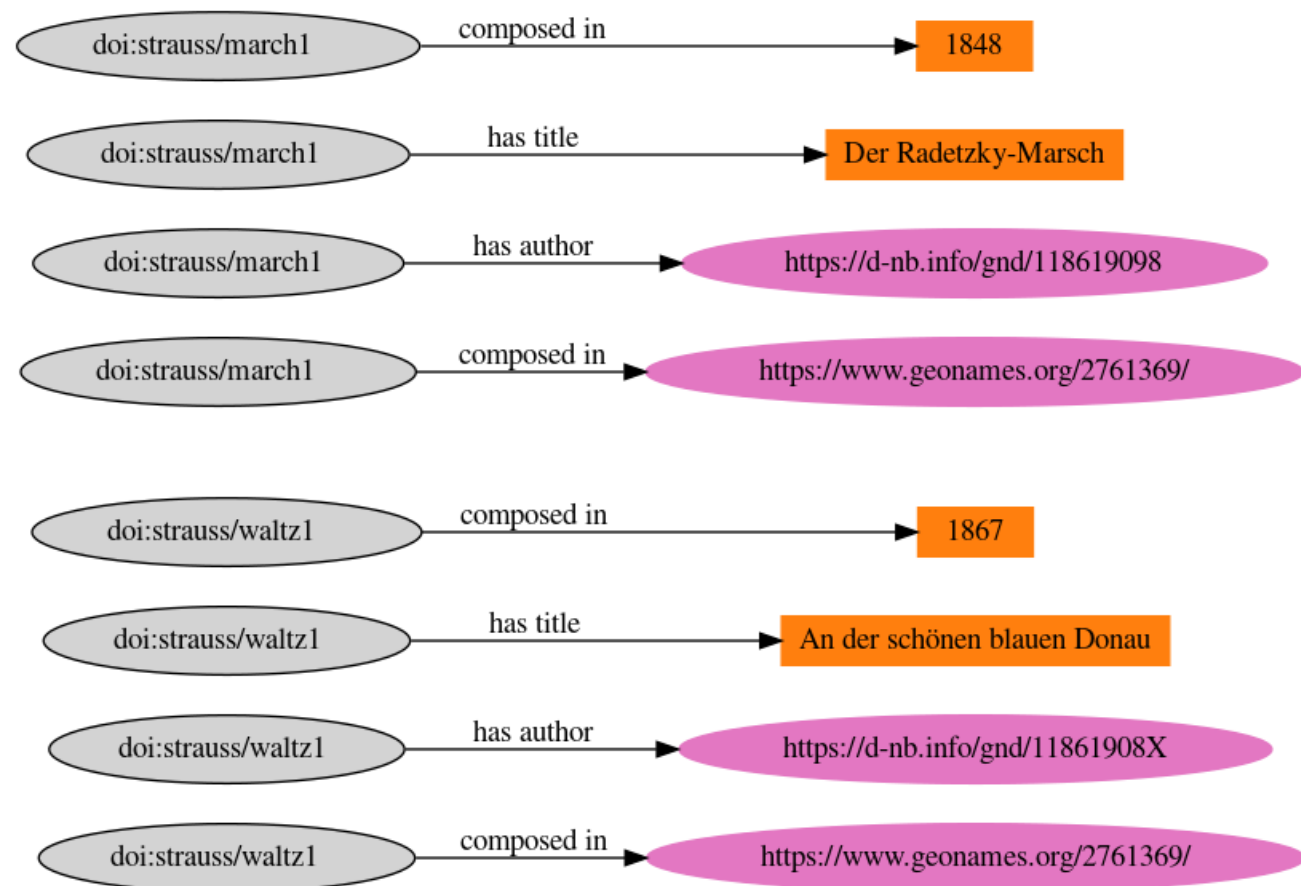 doi:strauss/march1 composed in 1848
doi:strauss/march1 has title Der Radetzky-Marsch
doi:strauss/march1 has author https://d-nb.info/gnd/118619098
doi:strauss/march1 composed in https://www.geonames.org/2761369/
doi:strauss/waltz1 composed in 1867
doi:strauss/waltz1 has title An der schönen blauen Donau
doi:strauss/waltz1 has author https://d-nb.info/gnd/11861908X
doi:strauss/waltz1 composed in https://www.geonames.org/2761369/